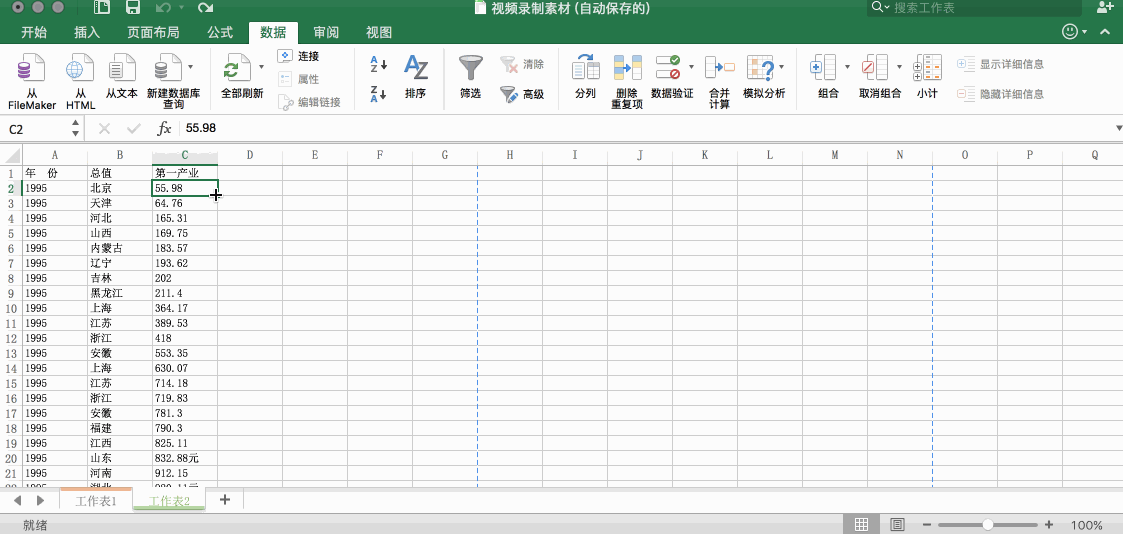 视频录制素材 (自动保存的)
搜索工作表
开始 插入 页面布局 公式 数据 审阅 视图
从 FileMaker
从 HTML
从文本
新建数据库 查询
全部刷新
连接
属性
编辑链接
A Z
Z A
排序
筛选
清除
高级
分列
删除 重复项
数据验证
合并 计算
模拟分析
组合
取消组合
小计
显示详细信息
隐藏详细信息
C2 fx 55.98
A B C D E F G H I J K L M N O P Q
1 年 份 总值 第一产业
2 1995 北京 55.98
3 1995 天津 64.76
4 1995 河北 165.31
5 1995 山西 169.75
6 1995 内蒙古 183.57
7 1995 辽宁 193.62
8 1995 吉林 202
9 1995 黑龙江 211.4
10 1995 上海 364.17
11 1995 江苏 389.53
12 1995 浙江 418
13 1995 安徽 553.35
14 1995 上海 630.07
15 1995 江苏 714.18
16 1995 浙江 719.83
17 1995 安徽 781.3
18 1995 福建 790.3
19 1995 江西 825.11
20 1995 山东 832.88元
21 1995 河南 912.15
工作表1 工作表2 +
就绪 100%